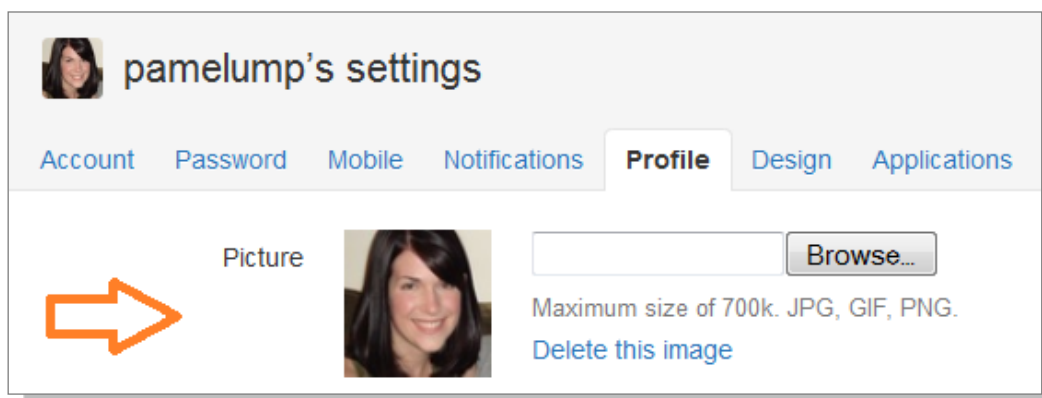 pamelump's settings
Account Password Mobile Notifications Profile Design Applications
Picture
Browse...
Maximum size of 700k. JPG, GIF, PNG.
Delete this image